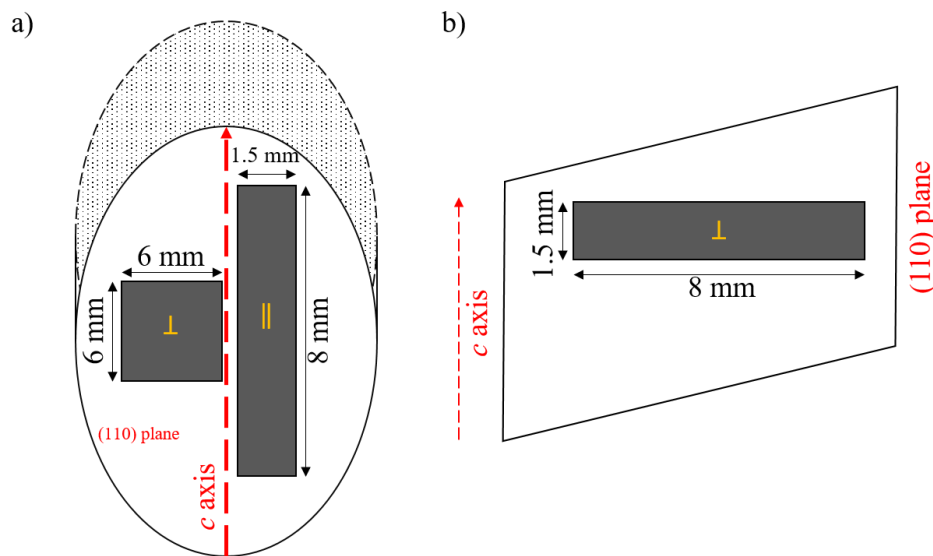 a)
1.5 mm
6 mm
⊥
6 mm
∥
8 mm
(110) plane
c axis
b)
1.5 mm
⊥
8 mm
c axis
(110) plane